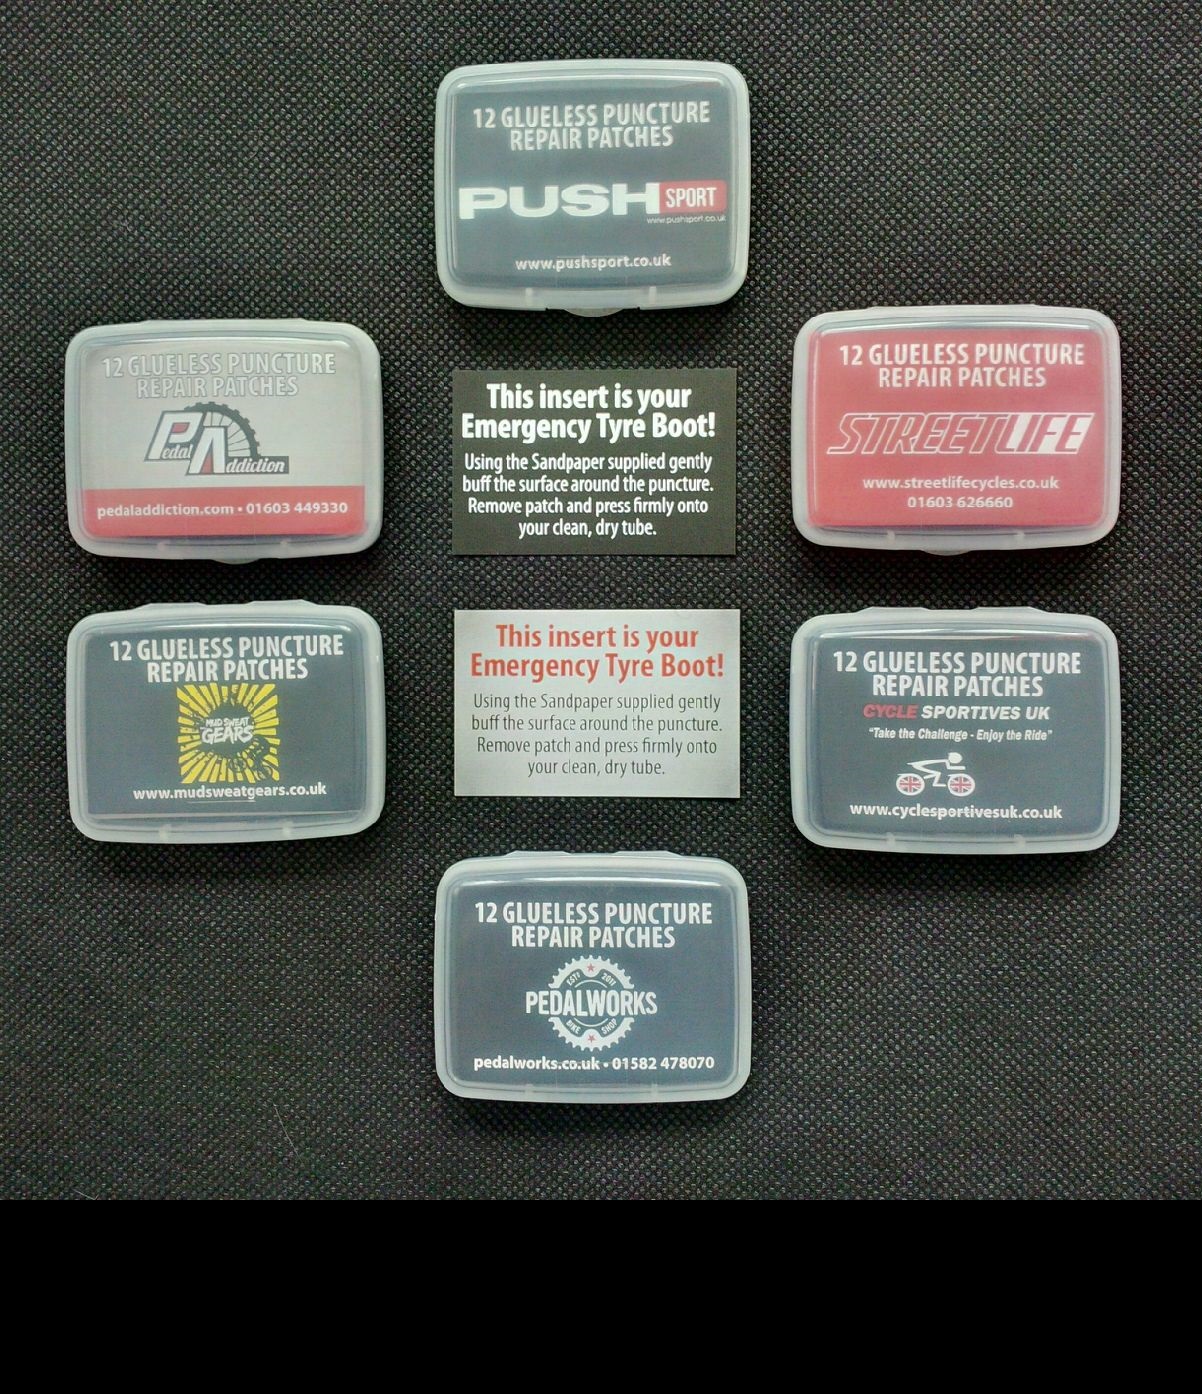 12 GLUELESS PUNCTURE
REPAIR PATCHES
PUSH SPORT
www.pushsport.co.uk
www.pushsport.co.uk
12 GLUELESS PUNCTURE
REPAIR PATCHES
Pedal Addiction
pedaladdiction.com • 01603 449330
This insert is your
Emergency Tyre Boot!
Using the Sandpaper supplied gently
buff the surface around the puncture.
Remove patch and press firmly onto
your clean, dry tube.
12 GLUELESS PUNCTURE
REPAIR PATCHES
STREETLIFE
www.streetlifecycles.co.uk
01603 626660
12 GLUELESS PUNCTURE
REPAIR PATCHES
MUD SWEAT
GEARS
www.mudsweatgears.co.uk
This insert is your
Emergency Tyre Boot!
Using the Sandpaper supplied gently
buff the surface around the puncture.
Remove patch and press firmly onto
your clean, dry tube.
12 GLUELESS PUNCTURE
REPAIR PATCHES
CYCLE SPORTIVES UK
"Take the Challenge - Enjoy the Ride"
www.cyclesportivesuk.co.uk
12 GLUELESS PUNCTURE
REPAIR PATCHES
ESTD 2017
PEDALWORKS
BIKE SHOP
pedalworks.co.uk • 01582 478070